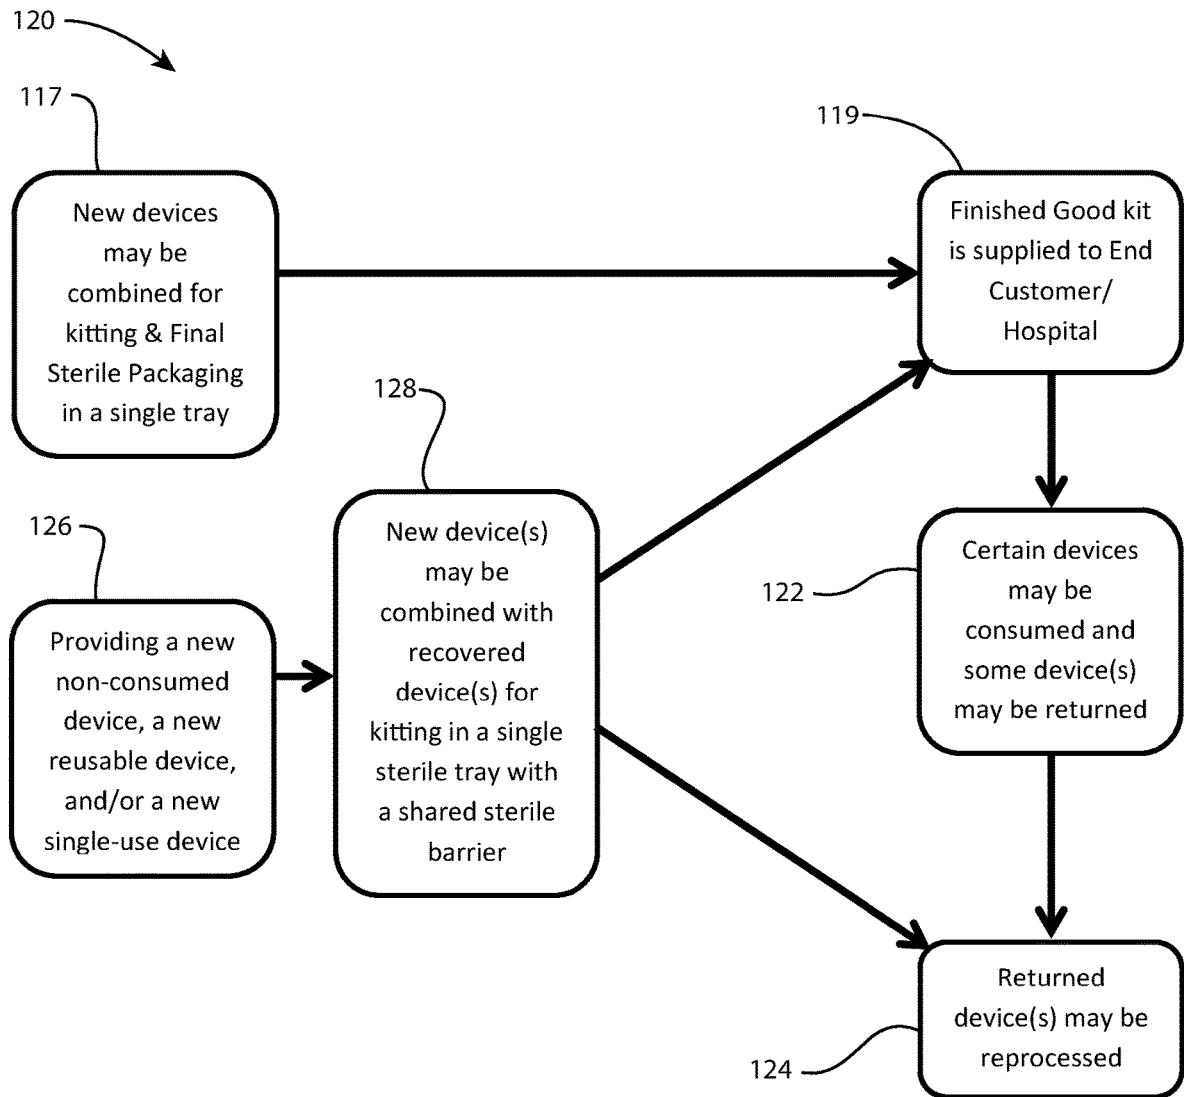 120
117
New devices
may be
combined for
kitting & Final
Sterile Packaging
in a single tray
119
Finished Good kit
is supplied to End
Customer/
Hospital
128
New device(s)
may be
combined with
recovered
device(s) for
kitting in a single
sterile tray with
a shared sterile
barrier
126
Providing a new
non-consumed
device, a new
reusable device,
and/or a new
single-use device
122
Certain devices
may be
consumed and
some device(s)
may be returned
124
Returned
device(s) may be
reprocessed